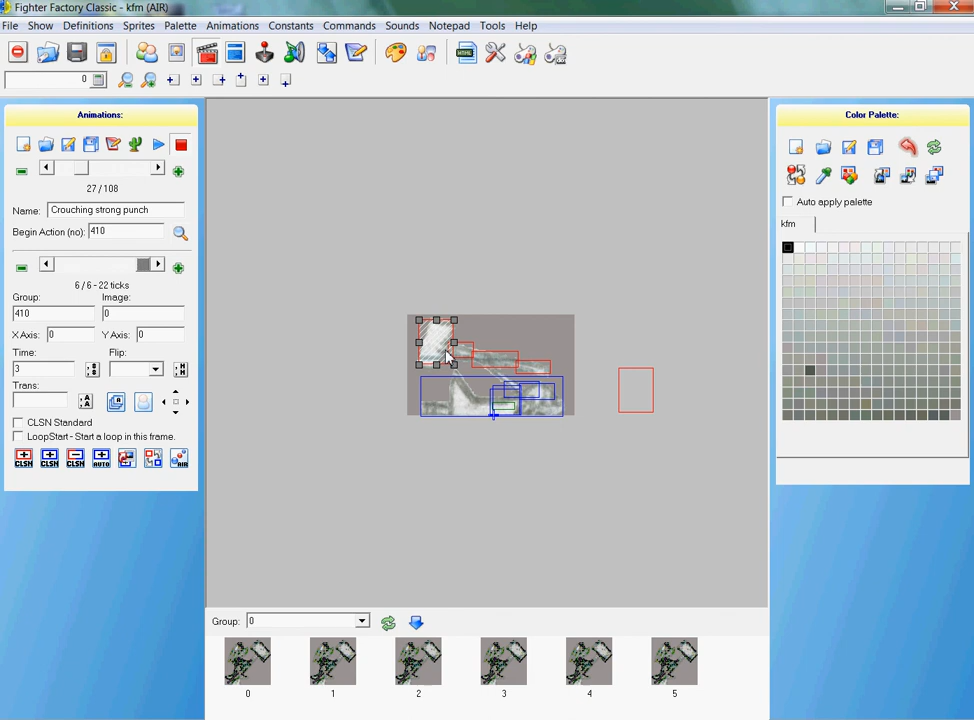 Fighter Factory Classic - kfm (AIR)
File Show Definitions Sprites Palette Animations Constants Commands Sounds Notepad Tools Help
HTML
0
Animations:
27 / 108
Name: Crouching strong punch
Begin Action (no): 410
6 / 6 - 22 ticks
Group: Image:
410 0
X Axis: 0 Y Axis: 0
Time: Flip:
3
Trans:
CLSN Standard
LoopStart - Start a loop in this frame.
CLSN CLSN CLSN AUTO AIR
Color Palette:
Auto apply palette
kfm
Group: 0
0 1 2 3 4 5